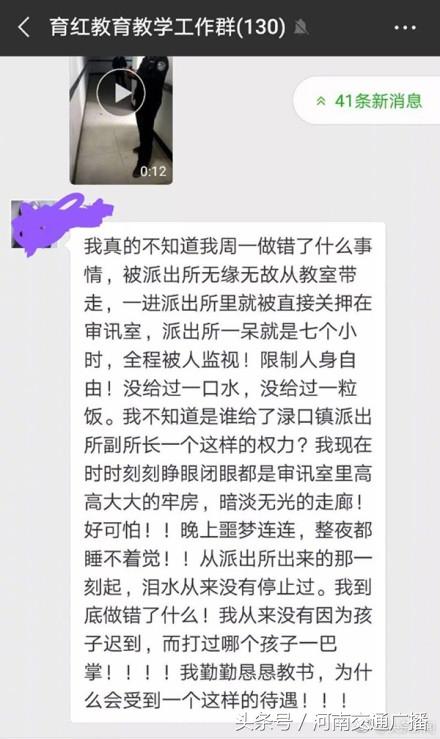 育红教育教学工作群(130)
41条新消息
0:12
我真的不知道我周一做错了什么事
情，被派出所无缘无故从教室带
走，一进派出所里就被直接关押在
审讯室，派出所一呆就是七个小
时，全程被人监视！限制人身自
由！没给过一口水，没给过一粒
饭。我不知道是谁给了渌口镇派出
所副所长一个这样的权力？我现在
时时刻刻睁眼闭眼都是审讯室里高
高大大的牢房，暗淡无光的走廊！
好可怕！！晚上噩梦连连，整夜都
睡不着觉！！从派出所出来的那一
刻起，泪水从来没有停止过。我到
底做错了什么！我从来没有因为孩
子迟到，而打过哪个孩子一巴
掌！！！！我勤勤恳恳教书，为什
么会受到一个这样的待遇！！！
头条号/河南交通广播